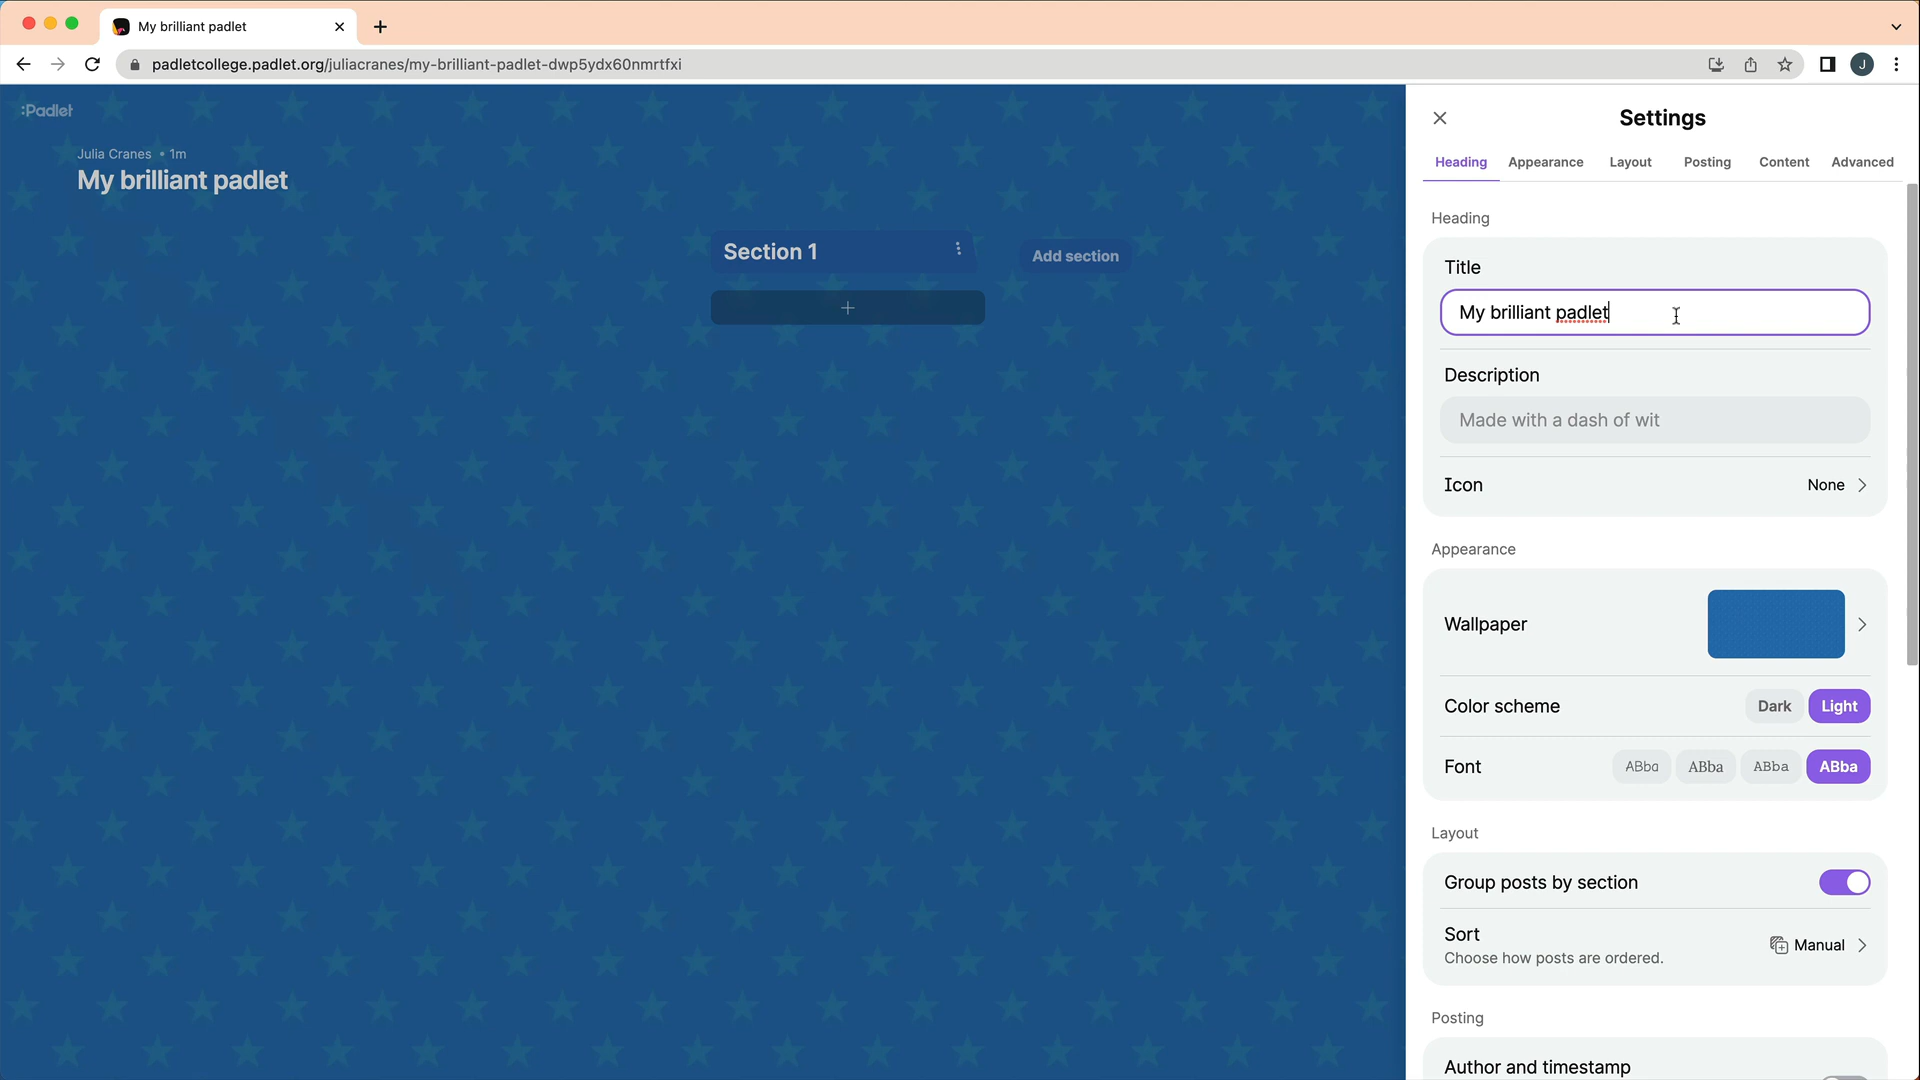 My brilliant padlet
padletcollege.padlet.org/juliacranes/my-brilliant-padlet-dwp5ydx60nmrtfxi
J
:Padlet
Julia Cranes • 1m
My brilliant padlet
Section 1
Add section
Settings
Heading Appearance Layout Posting Content Advanced
Heading
Title
My brilliant padlet
Description
Made with a dash of wit
Icon None
Appearance
Wallpaper
Color scheme Dark Light
Font ABba ABba ABba ABba
Layout
Group posts by section
Sort
Manual
Choose how posts are ordered.
Posting
Author and timestamp